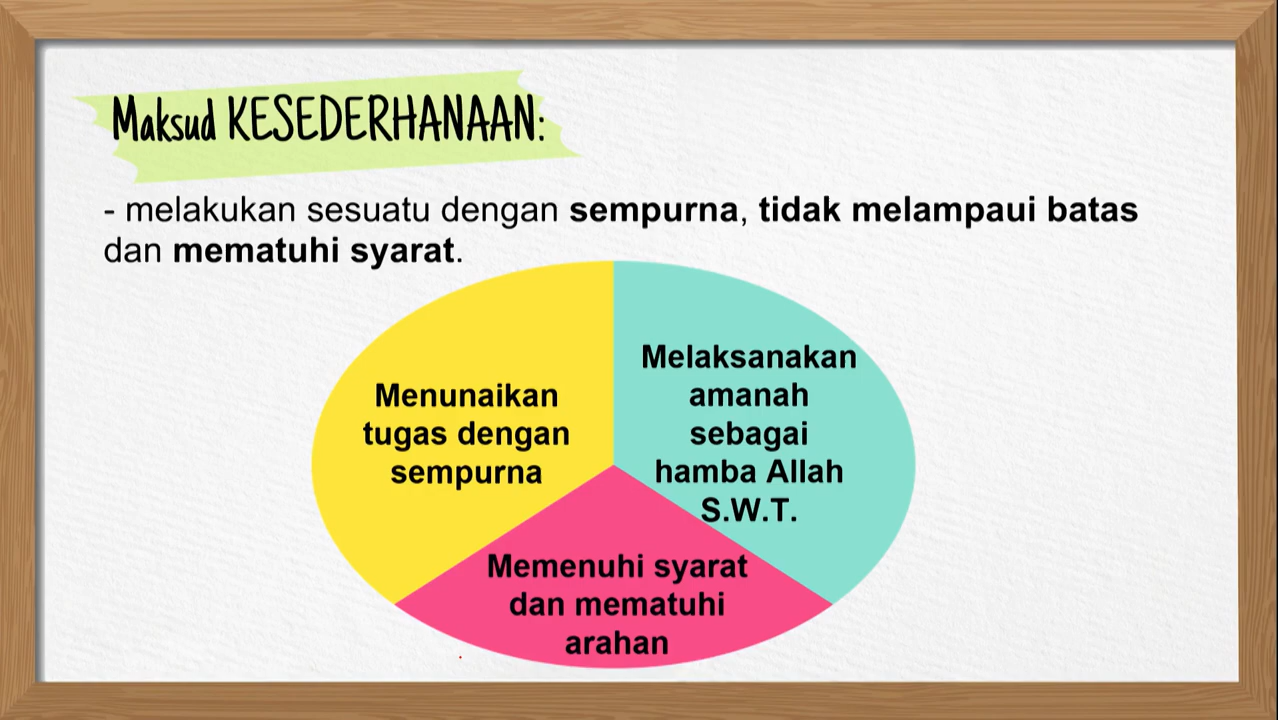 Maksud KESEDERHANAAN:
- melakukan sesuatu dengan sempurna, tidak melampaui batas
dan mematuhi syarat.
Menunaikan
tugas dengan
sempurna
Melaksanakan
amanah
sebagai
hamba Allah
S.W.T.
Memenuhi syarat
dan mematuhi
arahan